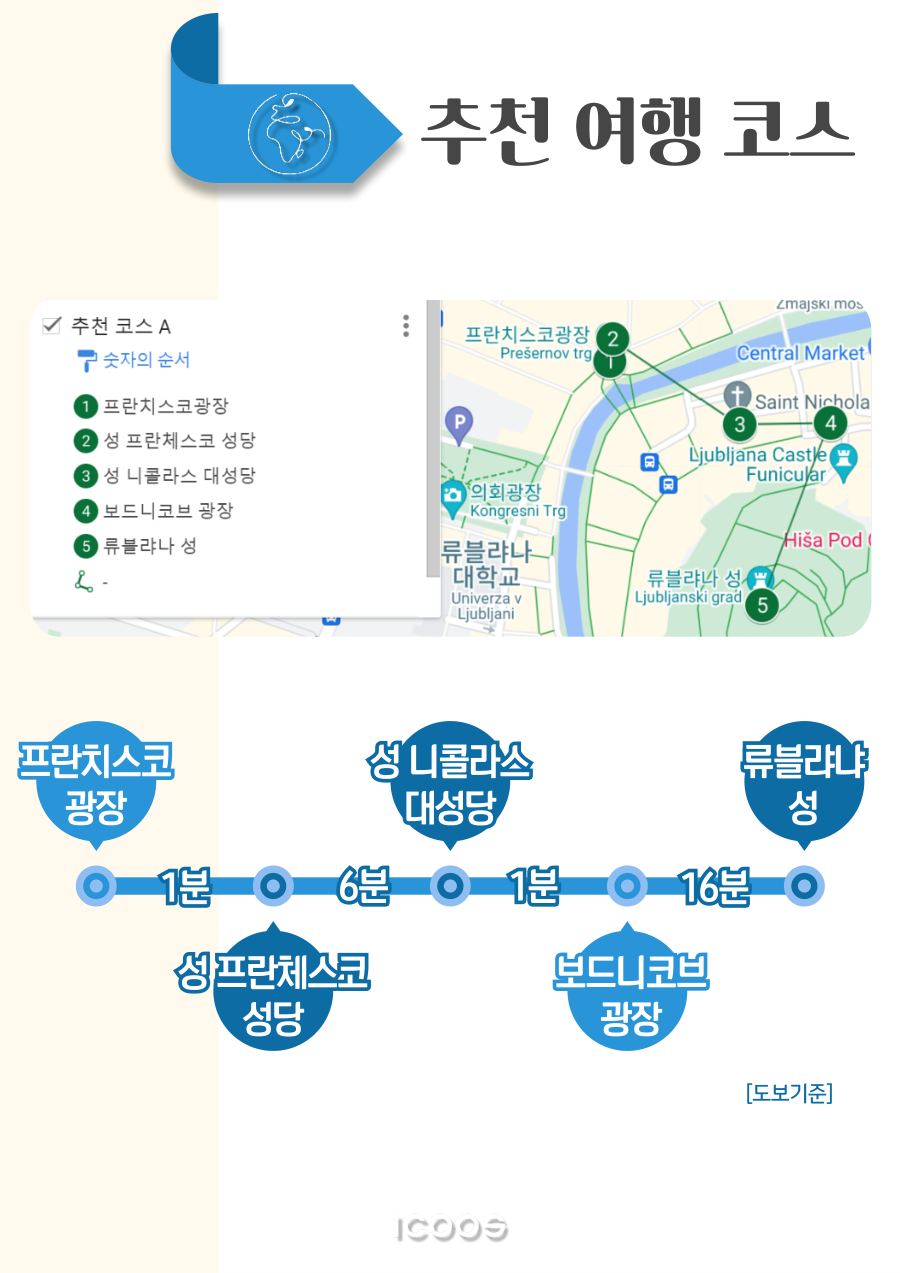 추천 여행 코스
추천 코스 A
숫자의 순서
1 프란치스코광장
2 성 프란체스코 성당
3 성 니콜라스 대성당
4 보드니코브 광장
5 류블랴나 성
-
Zmajski mos
프란치스코광장
Prešernov trg
2
1
Central Market
P
Saint Nichola
3
4
Ljubljana Castle
Funicular
의회광장
Kongresni Trg
Hiša Pod
류블랴나
대학교
Univerza v
Ljubljani
류블랴나 성
Ljubljanski grad
5
프란치스코
광장
성 니콜라스
대성당
류블랴냐
성
1분
6분
1분
16분
성 프란체스코
성당
보드니코브
광장
[도보기준]
ICOOS